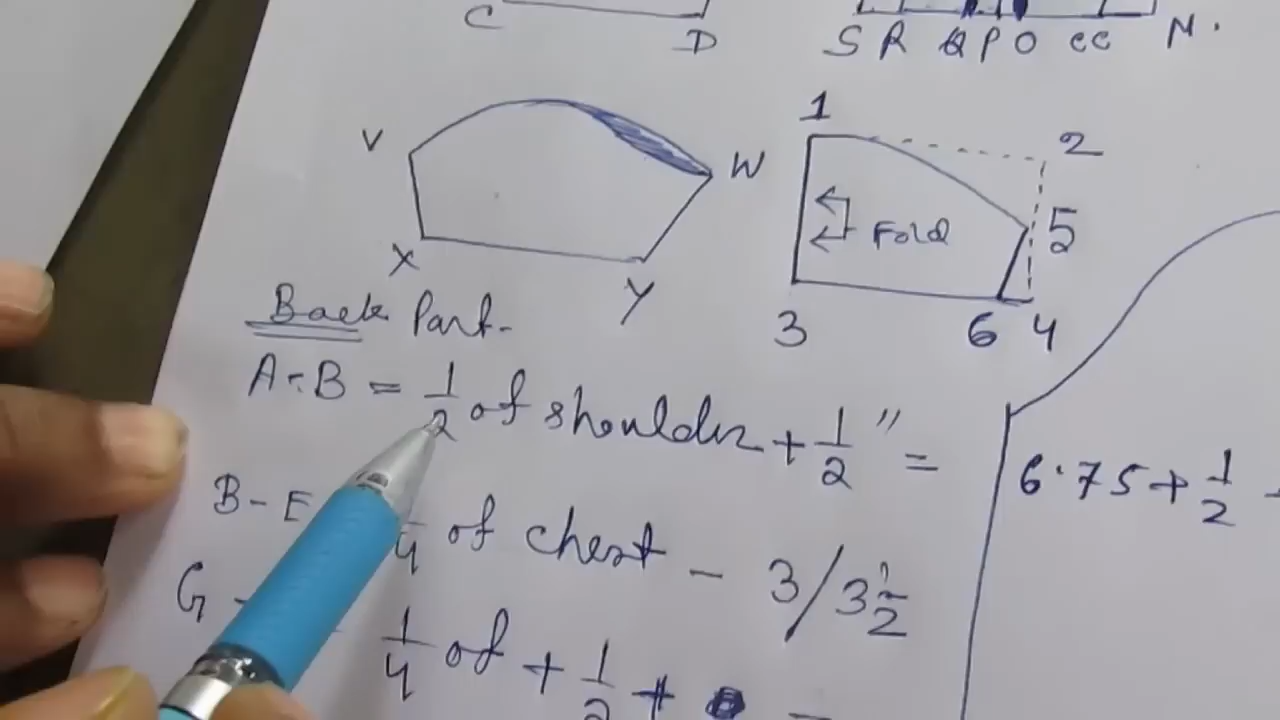 C D S R Q P O CC N.
1
V W 2
Fold 5
X Y 3 6 4
Back Part-
A-B = 1/2 of shoulder + 1/2" =
6.75 + 1/2 -
B-E 1/4 of chest - 3/3 1/2
G - 1/4 of + 1/2 + -